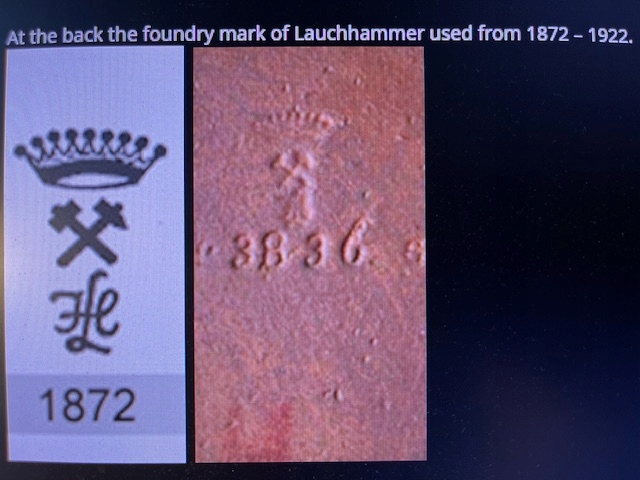 At the back the foundry mark of Lauchhammer used from 1872 – 1922.
1872
3836